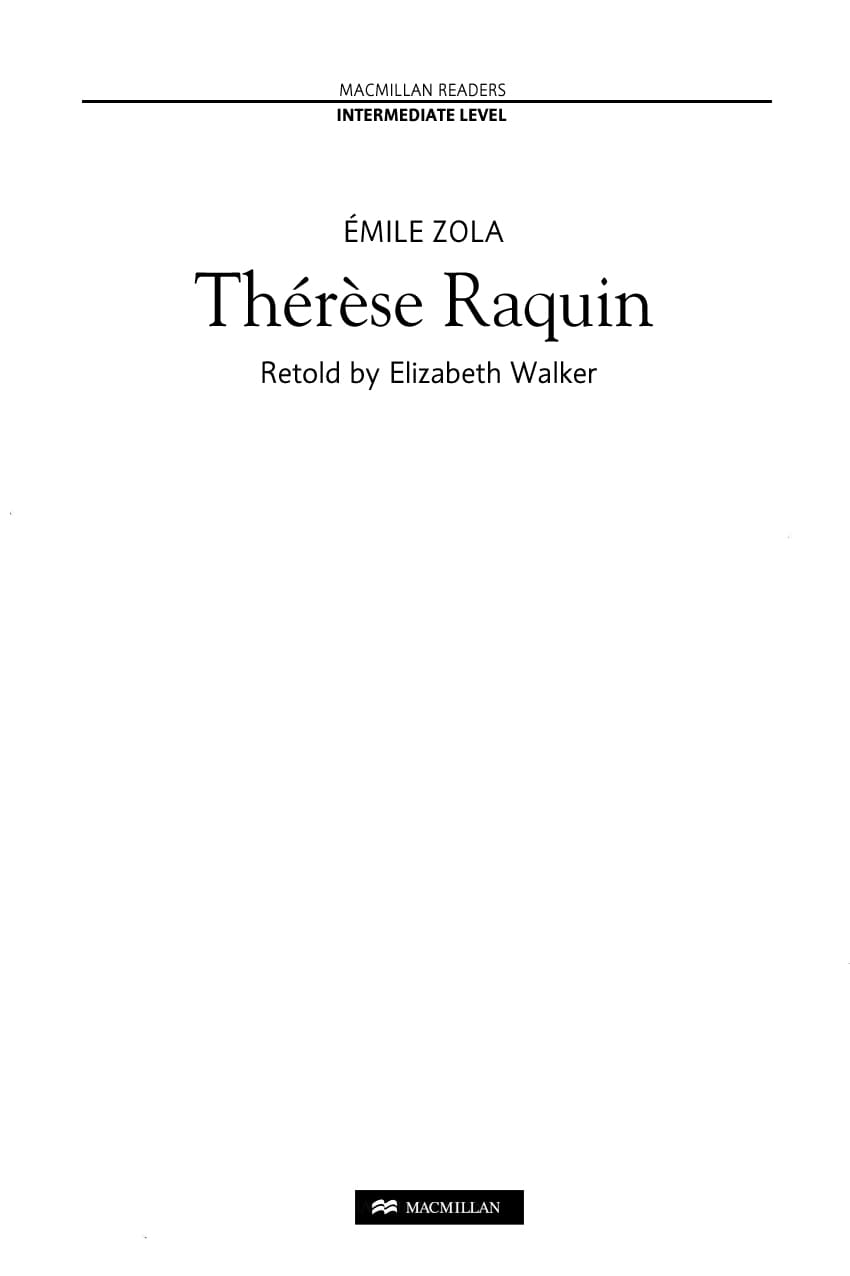 MACMILLAN READERS
INTERMEDIATE LEVEL
ÉMILE ZOLA
Thérèse Raquin
Retold by Elizabeth Walker
MACMILLAN